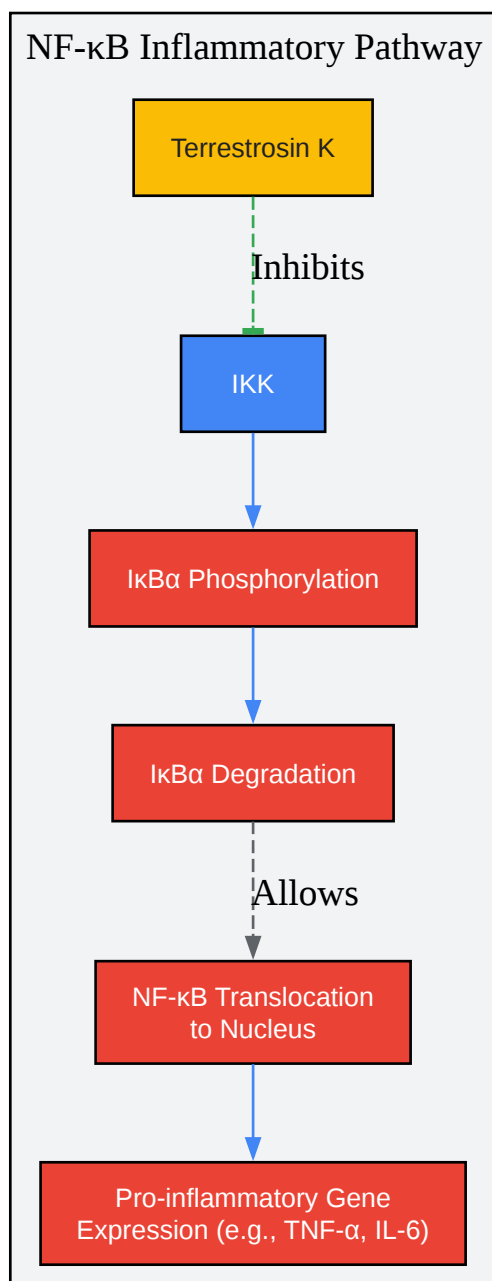 NF-κB Inflammatory Pathway
Terrestrosin K
Inhibits
IKK
IκBα Phosphorylation
IκBα Degradation
Allows
NF-κB Translocation
to Nucleus
Pro-inflammatory Gene
Expression (e.g., TNF-α, IL-6)